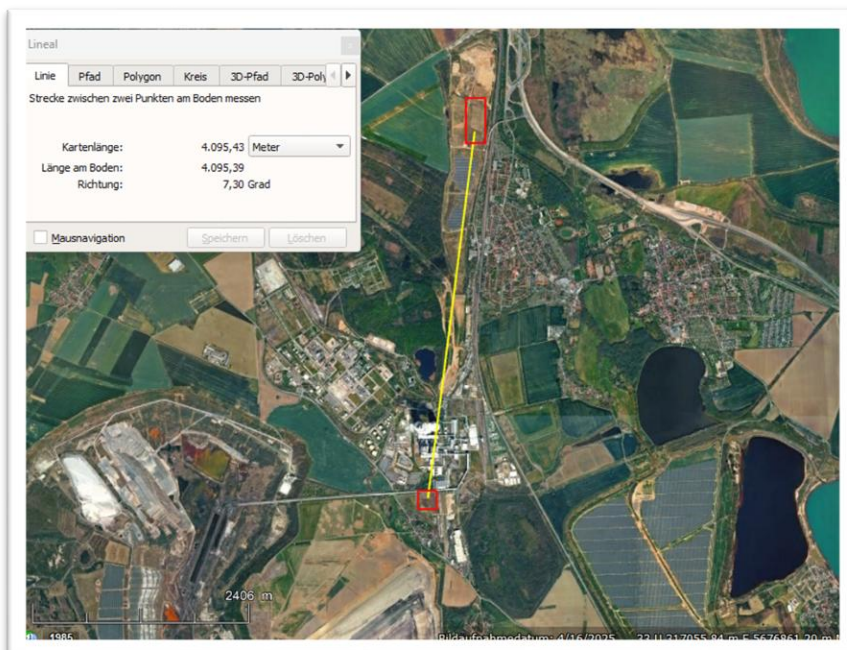 Lineal
Linie Pfad Polygon Kreis 3D-Pfad 3D-Poly
Strecke zwischen zwei Punkten am Boden messen
Kartenlänge: 4.095,43 Meter
Länge am Boden: 4.095,39
Richtung: 7,30 Grad
Mausnavigation Speichern Löschen
2406 m
1985
Bildaufnahmedatum: 4/16/2025 33 U 317055.84 m E 5676861.20 m N